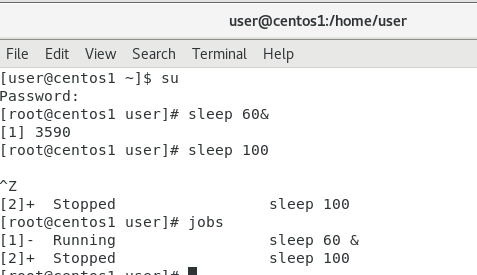 user@centos1:/home/user
File Edit View Search Terminal Help
[user@centos1 ~]$ su
Password:
[root@centos1 user]# sleep 60&
[1] 3590
[root@centos1 user]# sleep 100
^Z
[2]+  Stopped                 sleep 100
[root@centos1 user]# jobs
[1]-  Running                 sleep 60 &
[2]+  Stopped                 sleep 100
[root@centos1 user]#